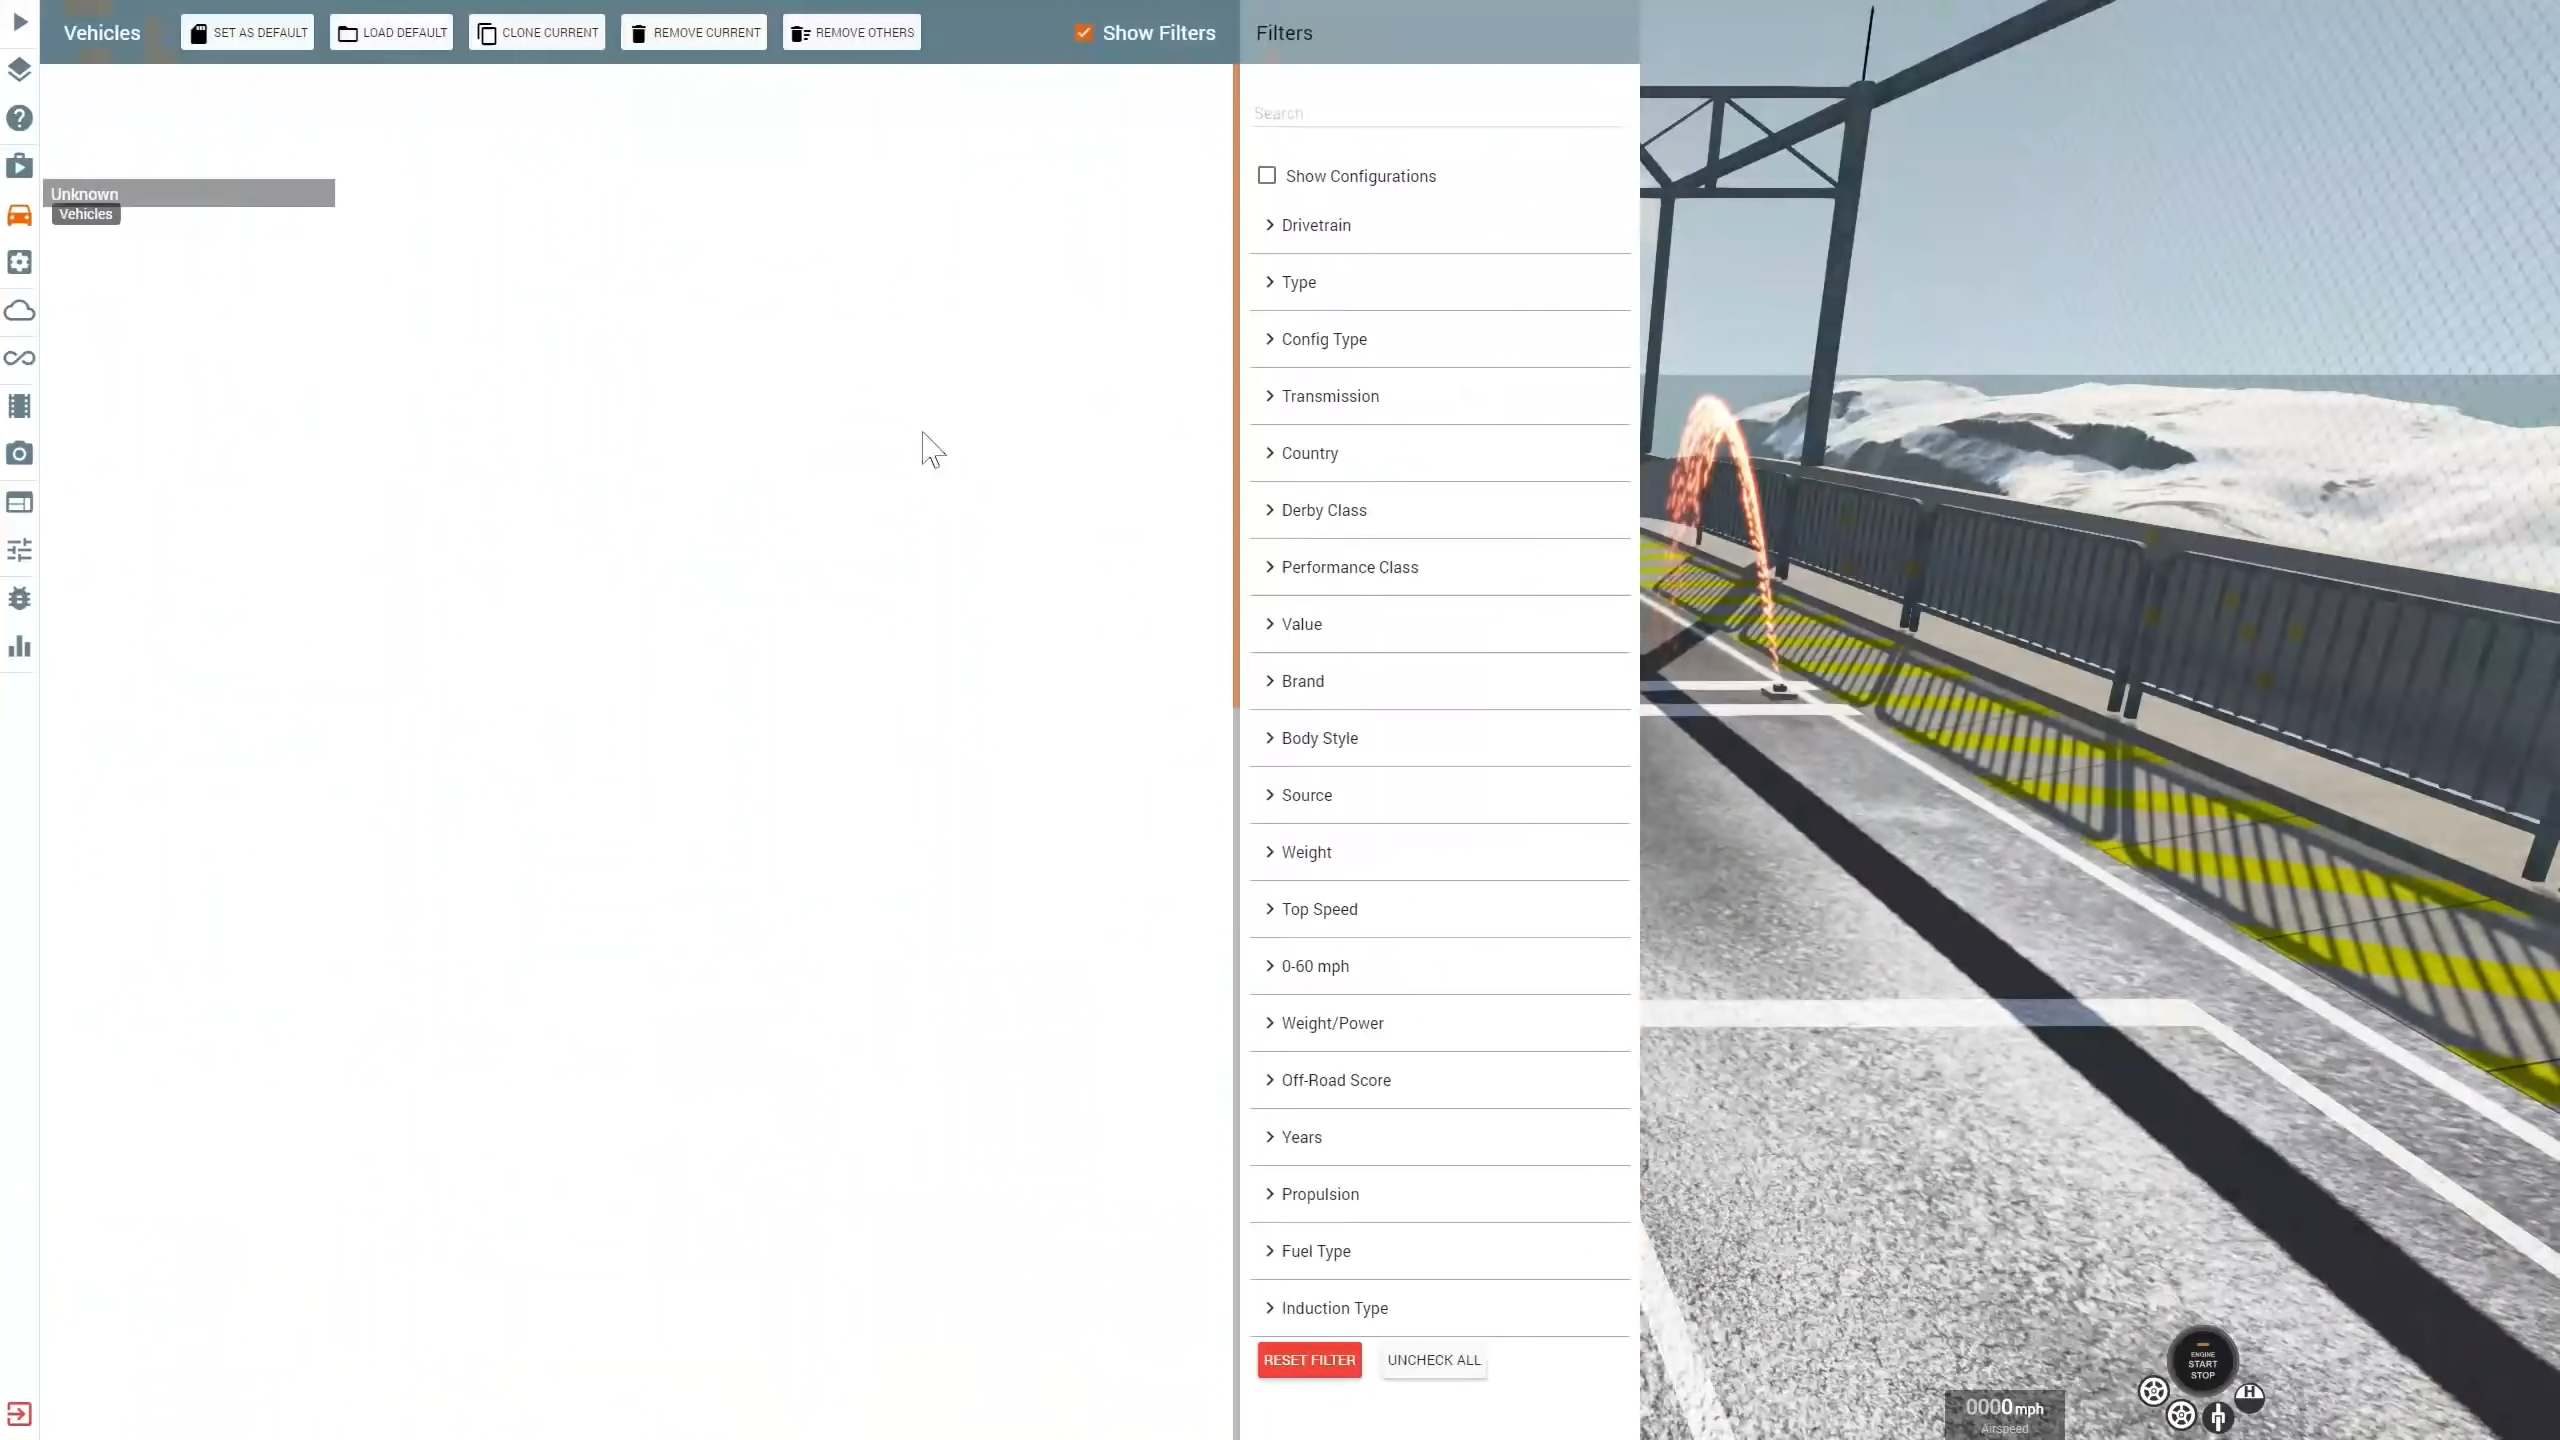 Vehicles
SET AS DEFAULT
LOAD DEFAULT
CLONE CURRENT
REMOVE CURRENT
REMOVE OTHERS
Show Filters
Filters
Search
Unknown
Vehicles
Show Configurations
Drivetrain
Type
Config Type
Transmission
Country
Derby Class
Performance Class
Value
Brand
Body Style
Source
Weight
Top Speed
0-60 mph
Weight/Power
Off-Road Score
Years
Propulsion
Fuel Type
Induction Type
RESET FILTER
UNCHECK ALL
ENGINE
START
STOP
H
0000mph
Airspeed